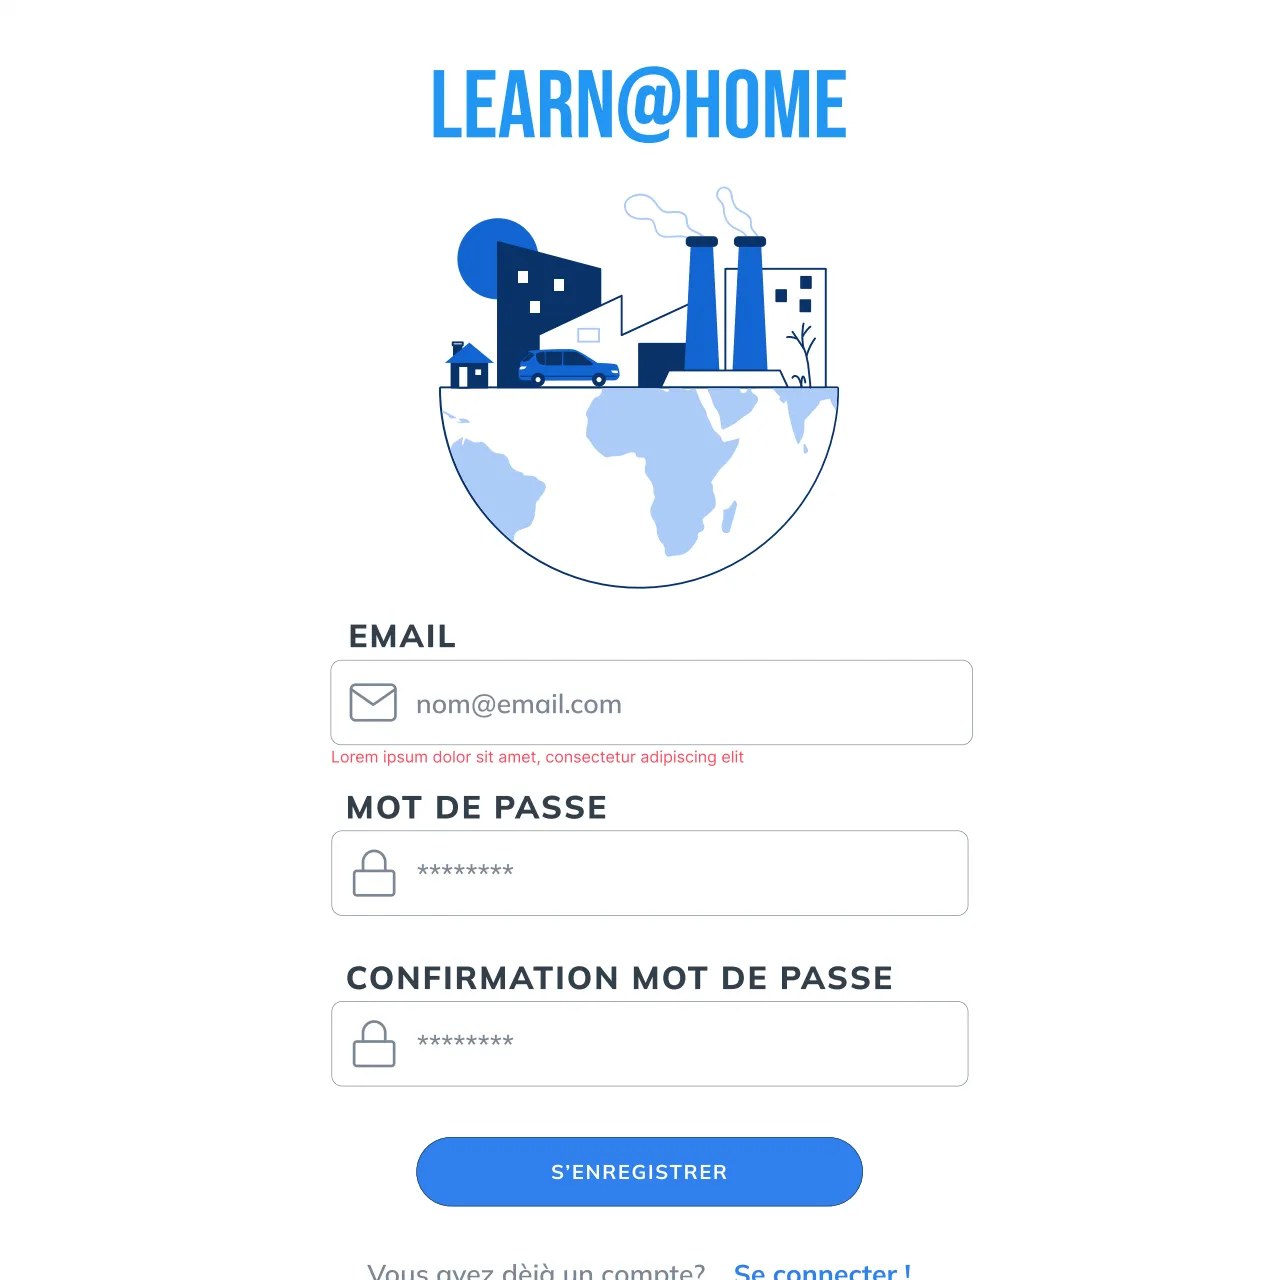 LEARN@HOME
EMAIL
nom@email.com
Lorem ipsum dolor sit amet, consectetur adipiscing elit
MOT DE PASSE
********
CONFIRMATION MOT DE PASSE
********
S’ENREGISTRER
Vous avez dèjà un compte? Se connecter !